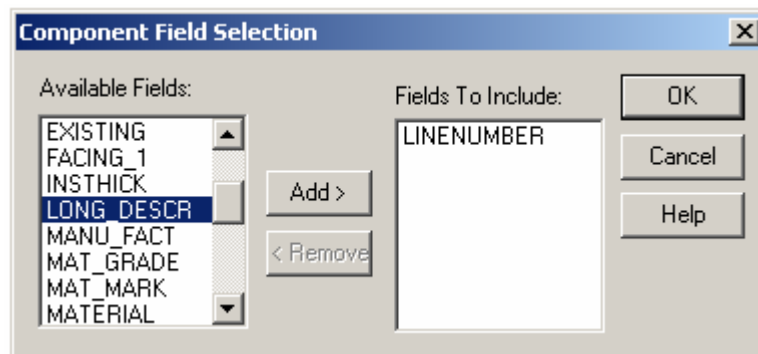 Component Field Selection
Available Fields:
EXISTING
FACING_1
INSTHICK
LONG_DESCR
MANU_FACT
MAT_GRADE
MAT_MARK
MATERIAL
Add >
< Remove
Fields To Include:
LINENUMBER
OK
Cancel
Help